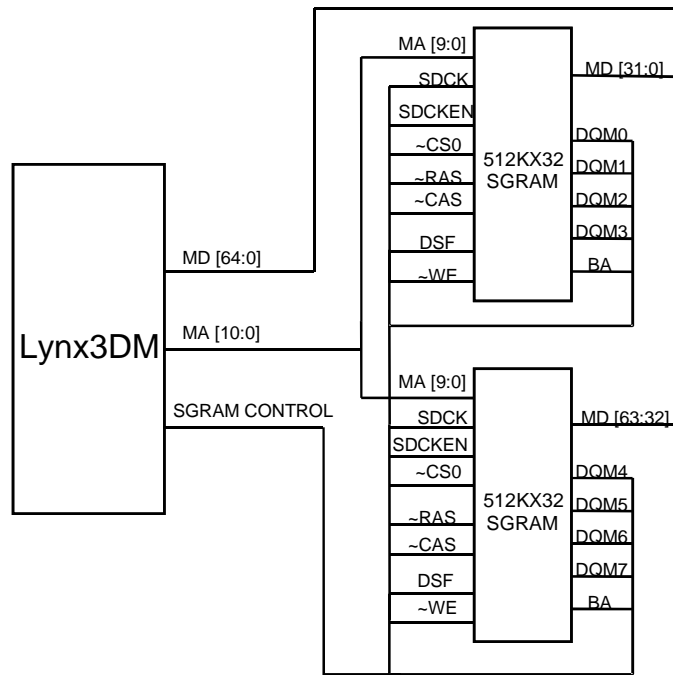 MA [9:0]
MD [31:0]
SDCK
SDCKEN
DQM0
~CS0
512KX32
SGRAM
DQM1
~RAS
~CAS
DQM2
DQM3
DSF
BA
~WE
MD [64:0]
Lynx3DM
MA [10:0]
SGRAM CONTROL
MA [9:0]
SDCK
MD [63:32]
SDCKEN
~CS0
DQM4
512KX32
SGRAM
DQM5
~RAS
DQM6
~CAS
DQM7
DSF
BA
~WE